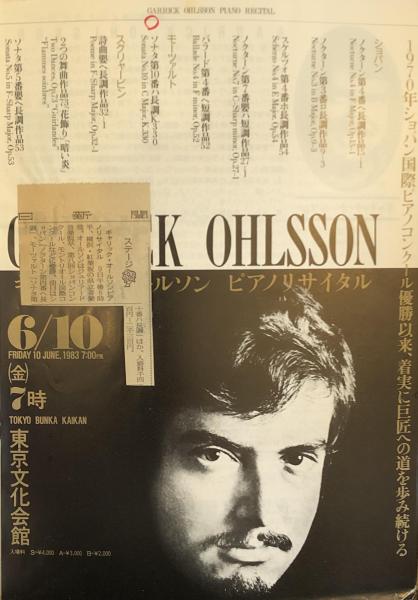 GARRICK OHLSSON PIANO RECITAL
1970年・ショパン国際ピアノコンクール優勝以来、着実に巨匠への道を歩み続ける
ショパン
ノクターン第4番ヘ長調作品15-1
Nocturne No.4 in F Major, Op.15-1
ノクターン第3番ロ長調作品9-3
Nocturne No.3 in B Major, Op.9-3
スケルツォ第4番ホ長調作品54
Scherzo No.4 in E Major, Op.54
ノクターン第7番嬰ハ短調作品27-1
Nocturne No.7 in C-Sharp minor, Op.27-1
バラード第4番ヘ短調作品52
Ballade No.4 in F minor, Op.52
モーツァルト
ソナタ第10番ハ長調K.330
Sonata No.10 in C Major, K.330
スクリャービン
詩曲嬰ヘ長調作品32-1
Poeme in F-Sharp Major, Op.32-1
2つの舞曲作品73「花飾り」「暗い炎」
Two Dances, Op.73 "Guirlandes"
"Flammes sombres"
ソナタ第5番嬰ヘ長調作品53
Sonata No.5 in F-Sharp Major, Op.53
CK OHLSSON
ルソン ピアノリサイタル
ステージ
6/10
FRIDAY 10 JUNE, 1983 7:00PM
(金)
7時
TOKYO BUNKA KAIKAN
東京文化会館
入場料 S=¥4,000 A=¥3,000 B=¥2,000